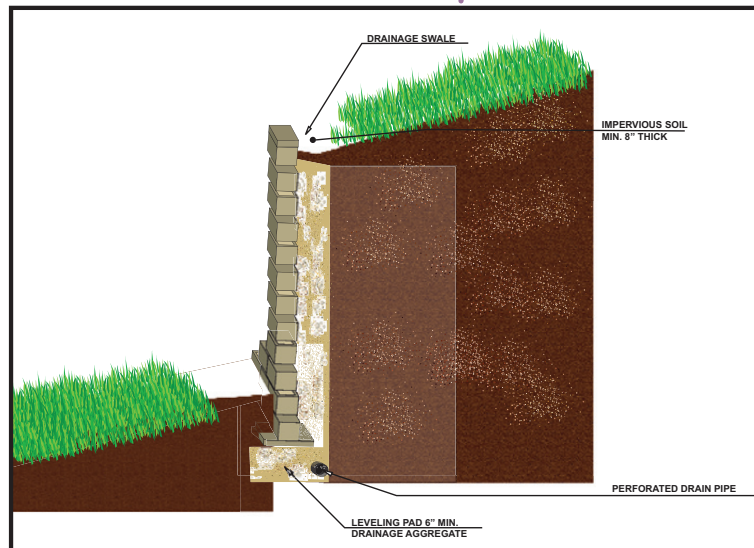 DRAINAGE SWALE
IMPERVIOUS SOIL
MIN. 8” THICK
PERFORATED DRAIN PIPE
LEVELING PAD 6” MIN.
DRAINAGE AGGREGATE